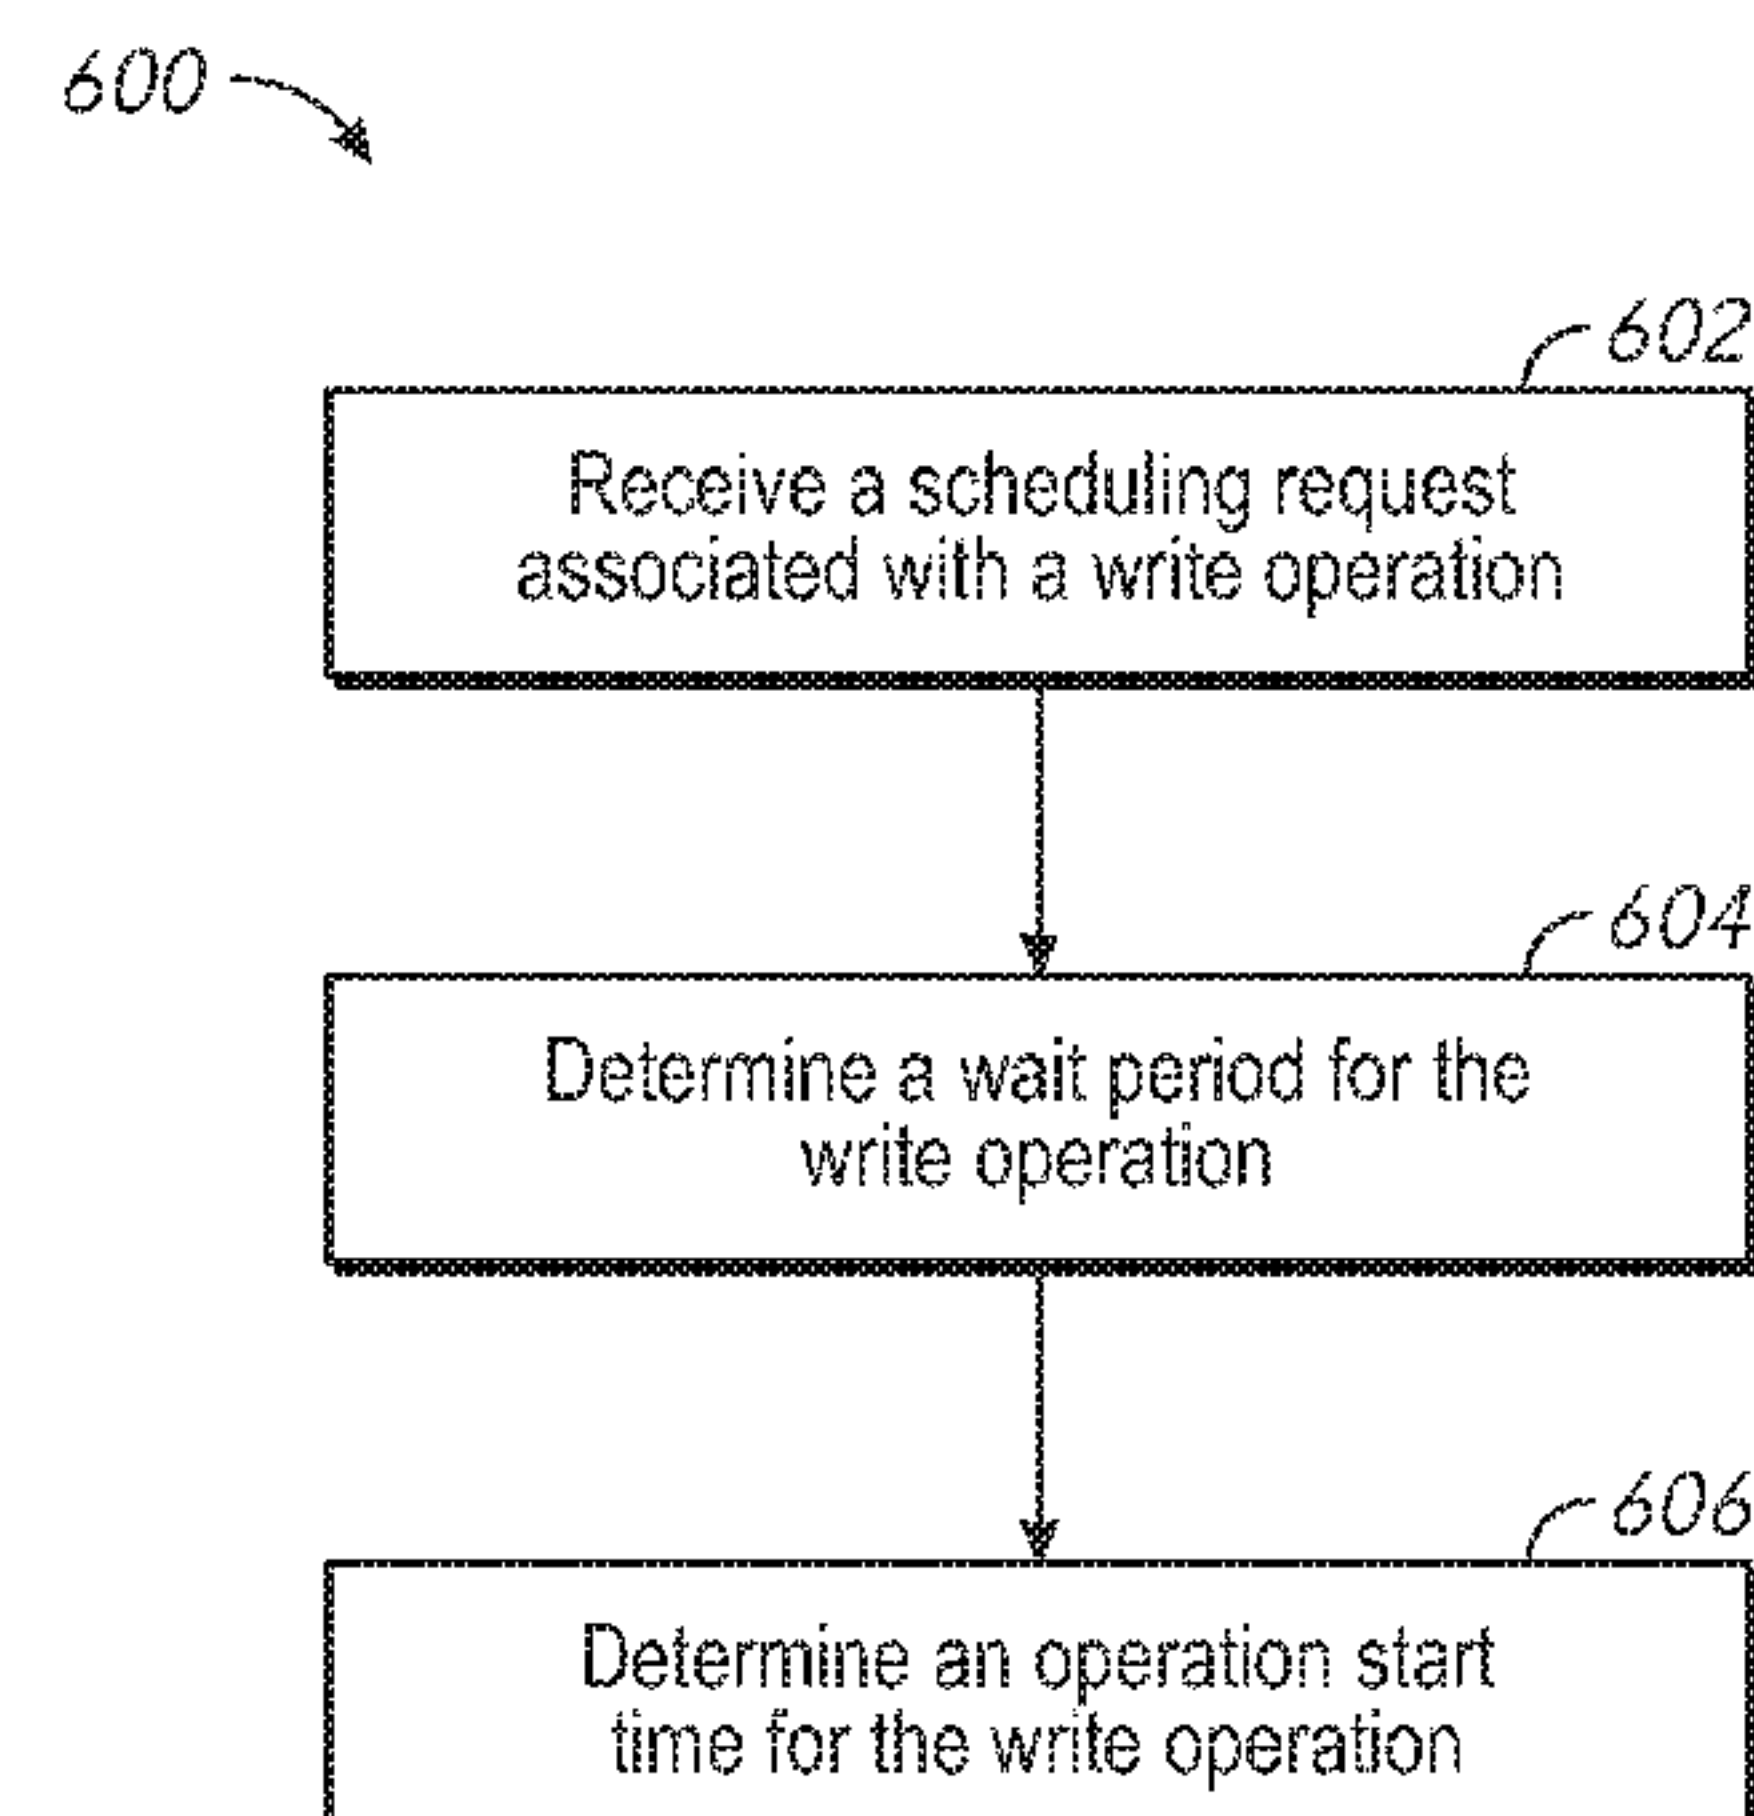 600
602
Receive a scheduling request
associated with a write operation
604
Determine a wait period for the
write operation
606
Determine an operation start
time for the write operation